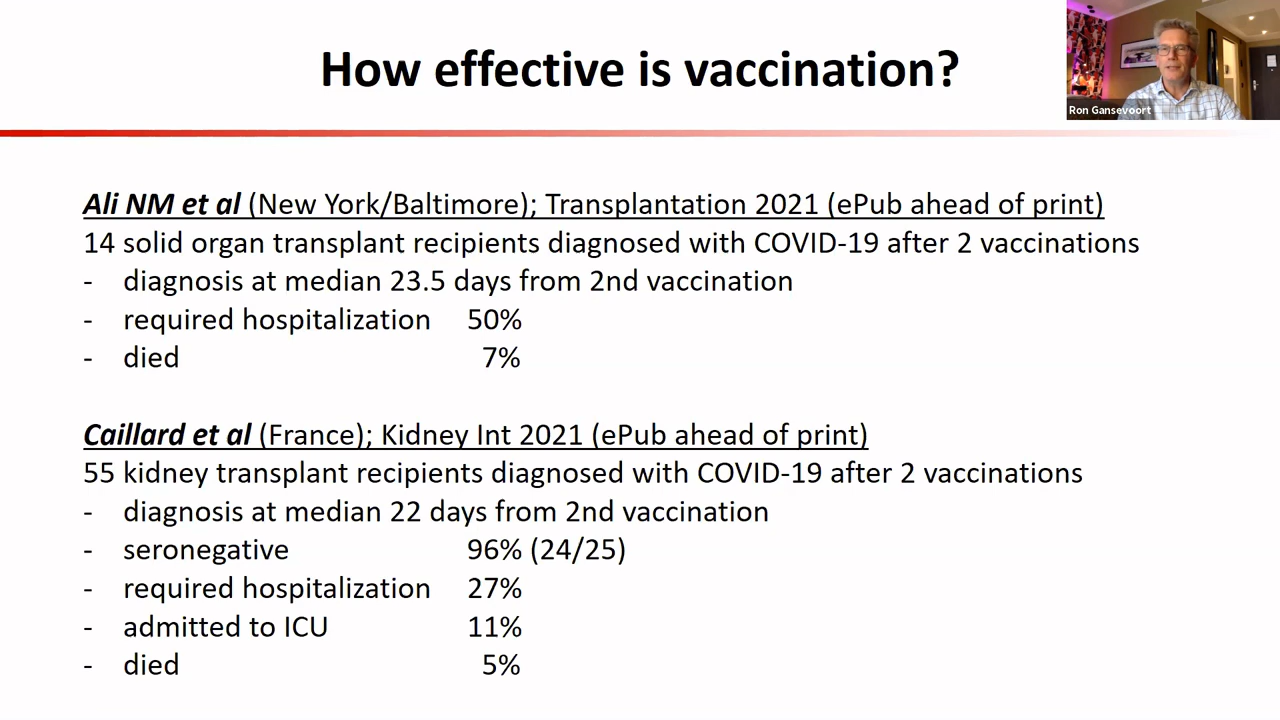 How effective is vaccination?
Ron Gansevoort
Ali NM et al (New York/Baltimore); Transplantation 2021 (ePub ahead of print)
14 solid organ transplant recipients diagnosed with COVID-19 after 2 vaccinations
- diagnosis at median 23.5 days from 2nd vaccination
- required hospitalization 50%
- died 7%
Caillard et al (France); Kidney Int 2021 (ePub ahead of print)
55 kidney transplant recipients diagnosed with COVID-19 after 2 vaccinations
- diagnosis at median 22 days from 2nd vaccination
- seronegative 96% (24/25)
- required hospitalization 27%
- admitted to ICU 11%
- died 5%